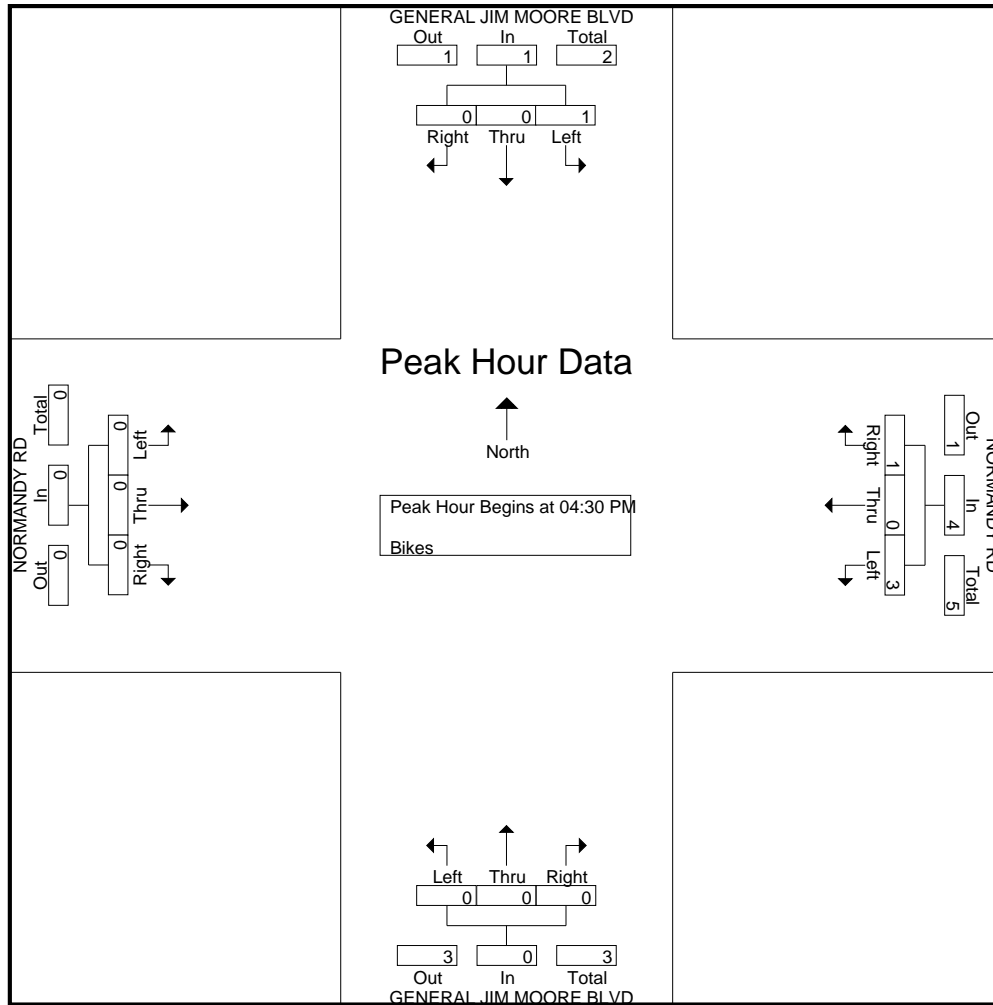 GENERAL JIM MOORE BLVD
Out In Total
1 1 2
0 0 1
Right Thru Left
Peak Hour Data
North
Peak Hour Begins at 04:30 PM
Bikes
NORMANDY RD
Total In Out
0 0 0
0 0 0
Left Thru Right
Right Thru Left
1 0 3
Out In Total
1 4 5
NORMANDY RD
Left Thru Right
0 0 0
3 0 3
Out In Total
GENERAL JIM MOORE BLVD